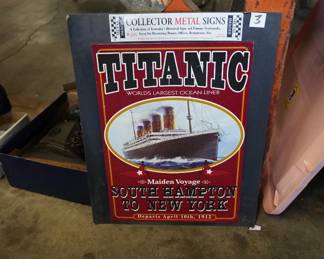 COLLECTOR METAL SIGNS
3
TITANIC
WORLDS LARGEST OCEAN LINER
Maiden Voyage
SOUTH HAMPTON
TO NEW YORK
Departs April 10th, 1912